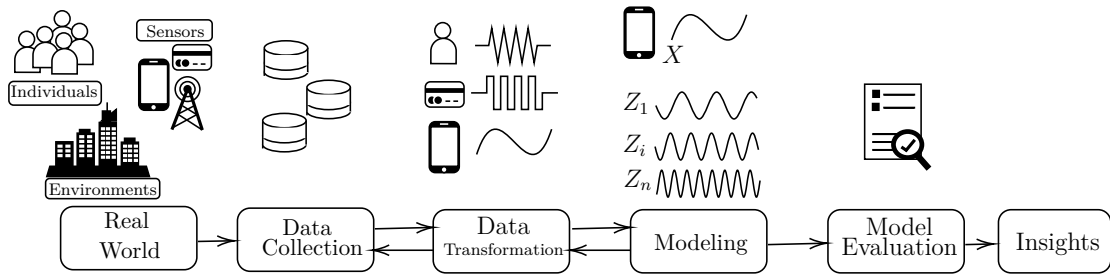 Sensors
X
Individuals
Z₁
Zᵢ
Zₙ
Environments
Real
World
Data
Collection
Data
Transformation
Modeling
Model
Evaluation
Insights